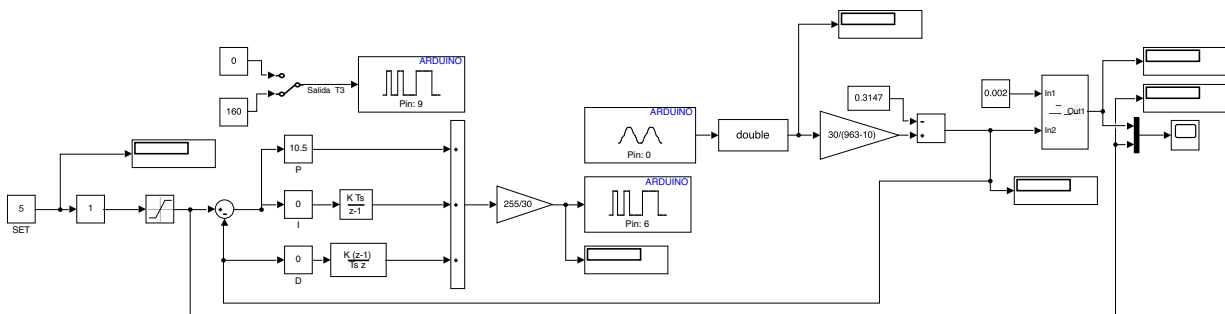 0
160
Salida T3
ARDUINO
Pin: 9
5
SET
1
10.5
P
0
I
K Ts
z-1
0
D
K (z-1)
Ts z
255/30
ARDUINO
Pin: 0
ARDUINO
Pin: 6
double
30/(963-10)
0.3147
0.002
In1
In2
Out1